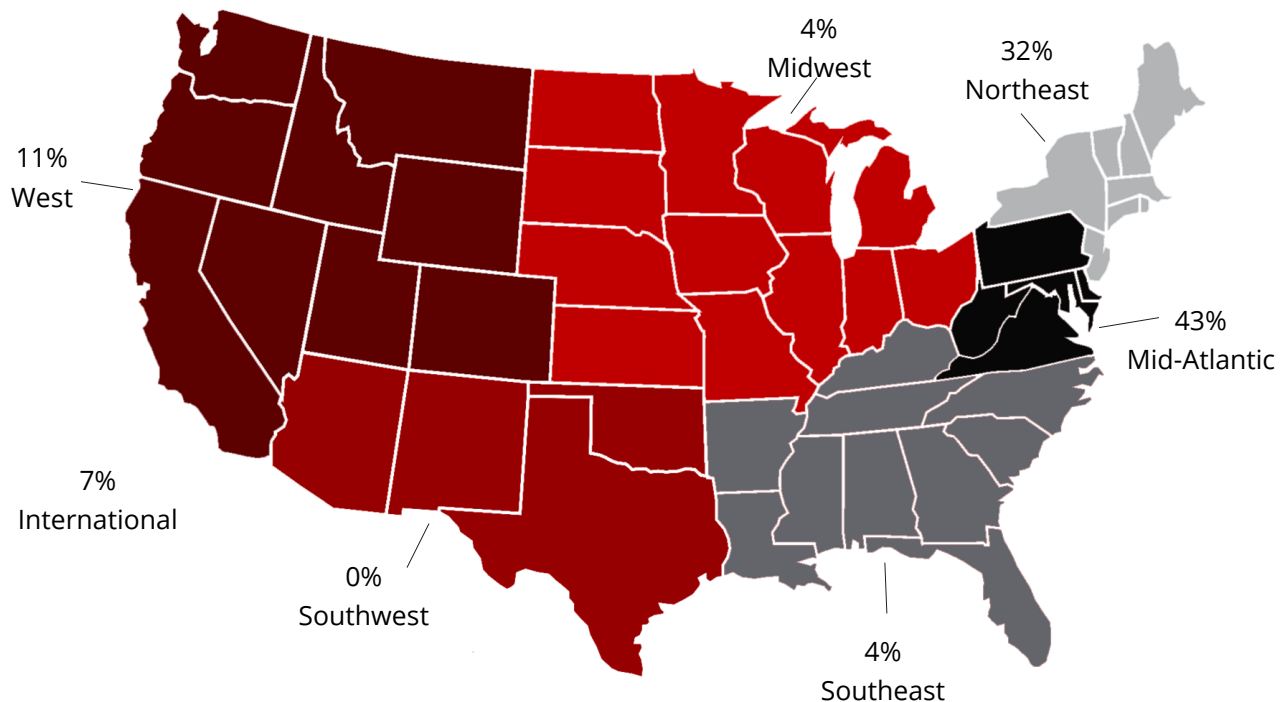 4%
Midwest
32%
Northeast
11%
West
43%
Mid-Atlantic
7%
International
0%
Southwest
4%
Southeast